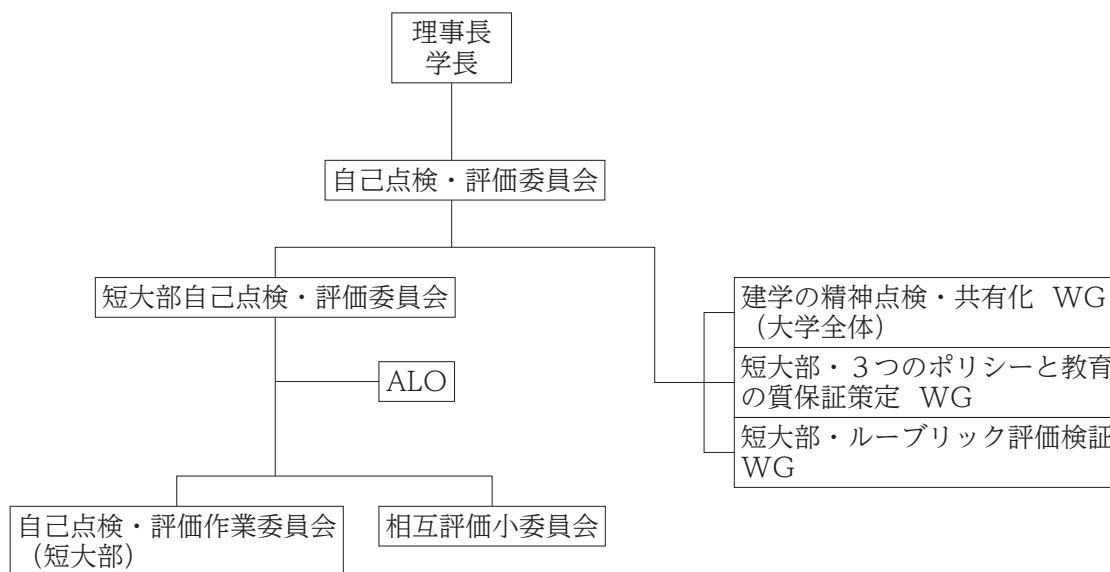 理事長
学長
自己点検・評価委員会
短大部自己点検・評価委員会
建学の精神点検・共有化 WG
（大学全体）
短大部・３つのポリシーと教育
の質保証策定 WG
短大部・ルーブリック評価検証
WG
ALO
自己点検・評価作業委員会
（短大部）
相互評価小委員会